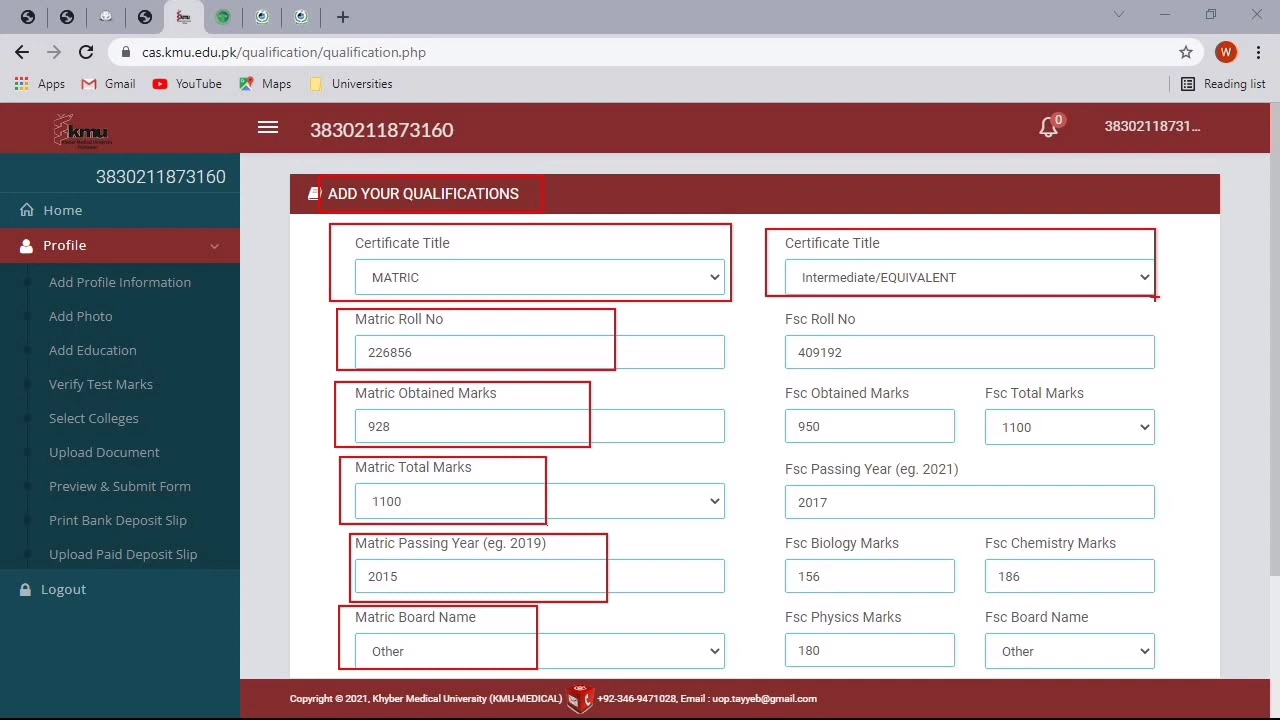 cas.kmu.edu.pk/qualification/qualification.php
W
Apps
Gmail
YouTube
Maps
Universities
Reading list
kmu
3830211873160
0
38302118731...
3830211873160
Home
Profile
Add Profile Information
Add Photo
Add Education
Verify Test Marks
Select Colleges
Upload Document
Preview & Submit Form
Print Bank Deposit Slip
Upload Paid Deposit Slip
Logout
ADD YOUR QUALIFICATIONS
Certificate Title
MATRIC
Matric Roll No
226856
Matric Obtained Marks
928
Matric Total Marks
1100
Matric Passing Year (eg. 2019)
2015
Matric Board Name
Other
Certificate Title
Intermediate/EQUIVALENT
Fsc Roll No
409192
Fsc Obtained Marks
950
Fsc Total Marks
1100
Fsc Passing Year (eg. 2021)
2017
Fsc Biology Marks
156
Fsc Chemistry Marks
186
Fsc Physics Marks
180
Fsc Board Name
Other
Copyright © 2021, Khyber Medical University (KMU-MEDICAL) +92-346-9471028, Email : uop.tayyeb@gmail.com